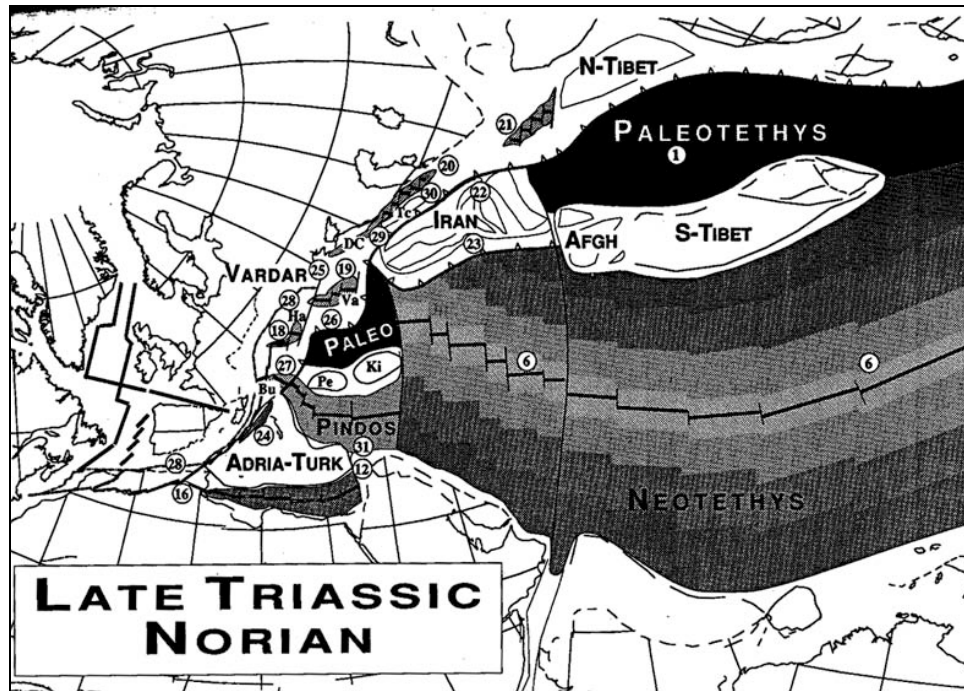 N-TIBET
21
PALEOTETHYS
1
20
30
22
Tc
IRAN
29
DC
23
AFGH
S-TIBET
25
19
VARDAR
28
Va
Ha
26
18
PALEO
6
6
27
Pe
Ki
Bu
PINDOS
24
31
ADRIA-TURK
12
28
16
NEOTETHYS
LATE TRIASSIC
NORIAN